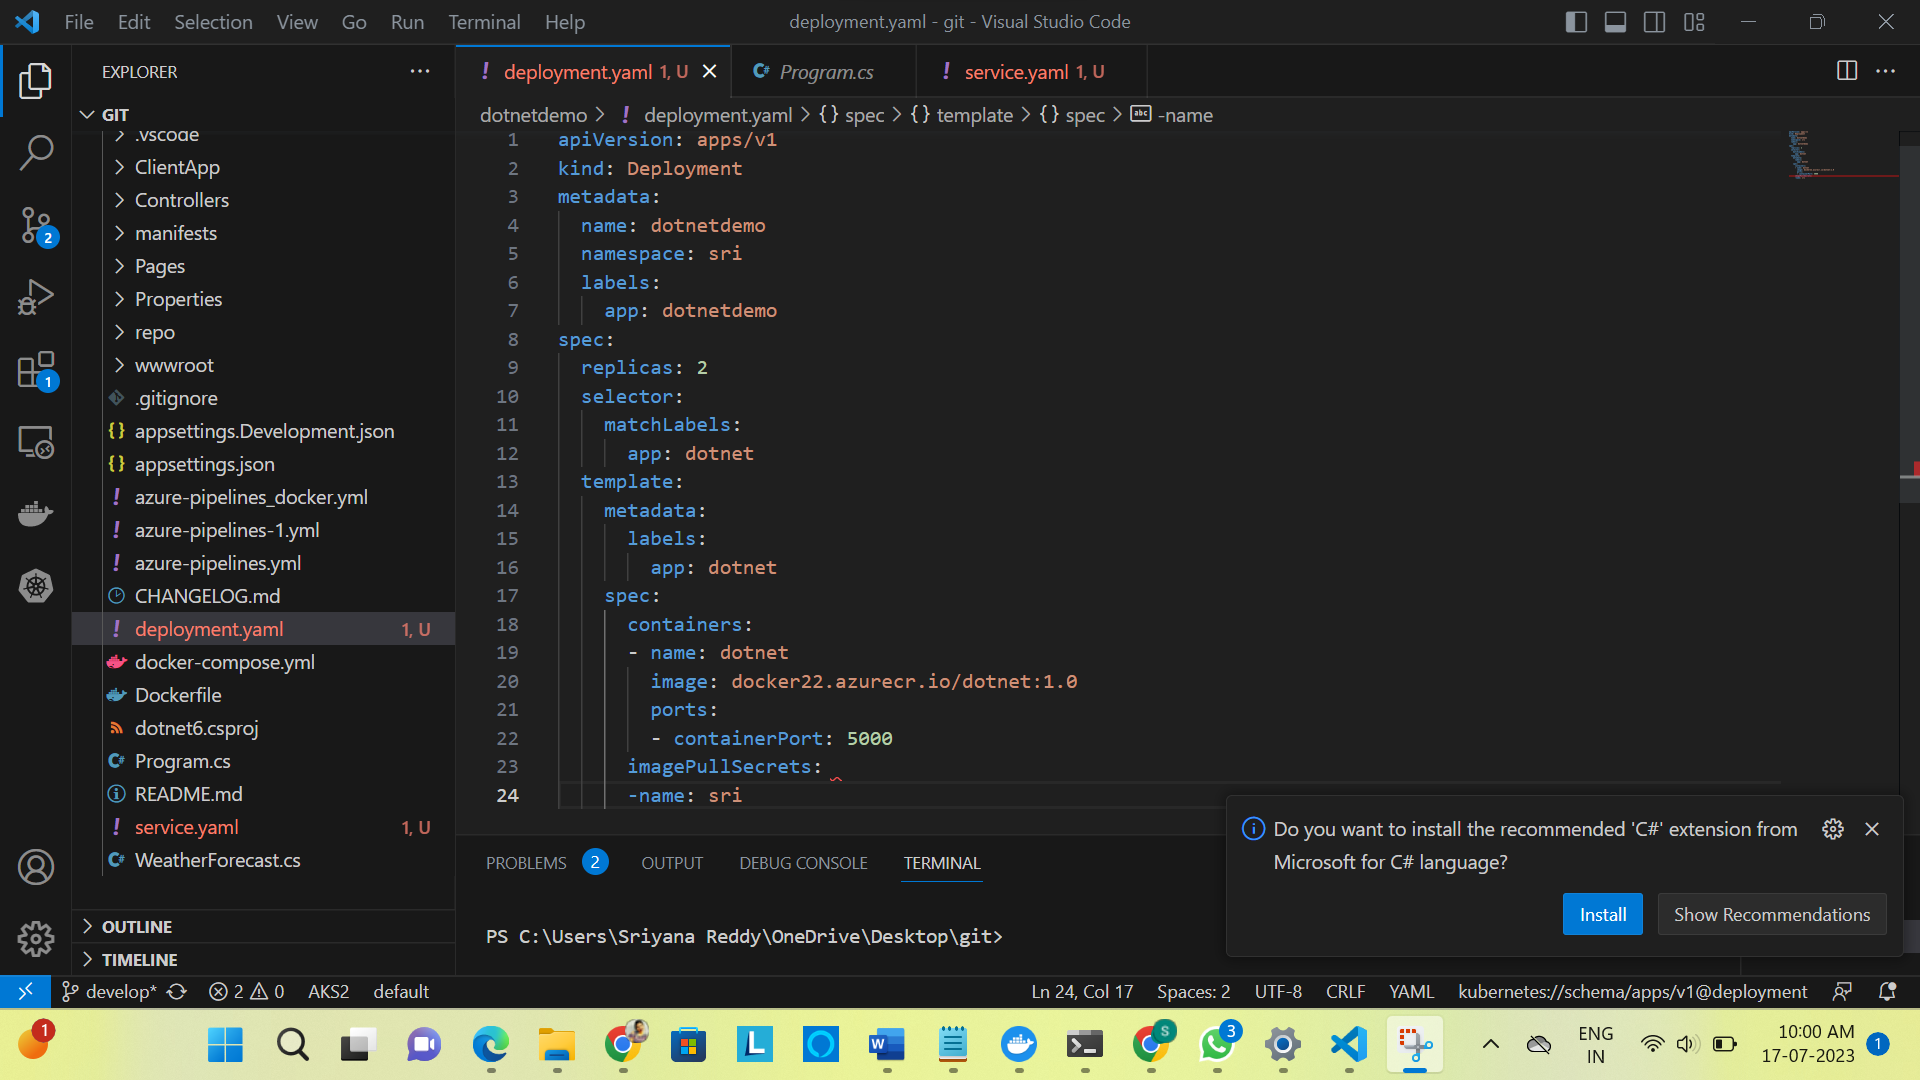 File Edit Selection View Go Run Terminal Help
deployment.yaml - git - Visual Studio Code
EXPLORER
GIT
.vscode
ClientApp
Controllers
manifests
Pages
Properties
repo
wwwroot
.gitignore
appsettings.Development.json
appsettings.json
azure-pipelines_docker.yml
azure-pipelines-1.yml
azure-pipelines.yml
CHANGELOG.md
deployment.yaml 1, U
docker-compose.yml
Dockerfile
dotnet6.csproj
Program.cs
README.md
service.yaml 1, U
WeatherForecast.cs
OUTLINE
TIMELINE
2
1
deployment.yaml 1, U
Program.cs
service.yaml 1, U
dotnetdemo > ! deployment.yaml > {} spec > {} template > {} spec > abc -name
1 apiVersion: apps/v1
2 kind: Deployment
3 metadata:
4 name: dotnetdemo
5 namespace: sri
6 labels:
7 app: dotnetdemo
8 spec:
9 replicas: 2
10 selector:
11 matchLabels:
12 app: dotnet
13 template:
14 metadata:
15 labels:
16 app: dotnet
17 spec:
18 containers:
19 - name: dotnet
20 image: docker22.azurecr.io/dotnet:1.0
21 ports:
22 - containerPort: 5000
23 imagePullSecrets:
24 -name: sri
PROBLEMS 2 OUTPUT DEBUG CONSOLE TERMINAL
PS C:\Users\Sriyana Reddy\OneDrive\Desktop\git>
Do you want to install the recommended 'C#' extension from
Microsoft for C# language?
Install Show Recommendations
develop* 2 0 AKS2 default
Ln 24, Col 17 Spaces: 2 UTF-8 CRLF YAML kubernetes://schema/apps/v1@deployment
1
L
W
S
3
ENG
IN
10:00 AM
17-07-2023
1